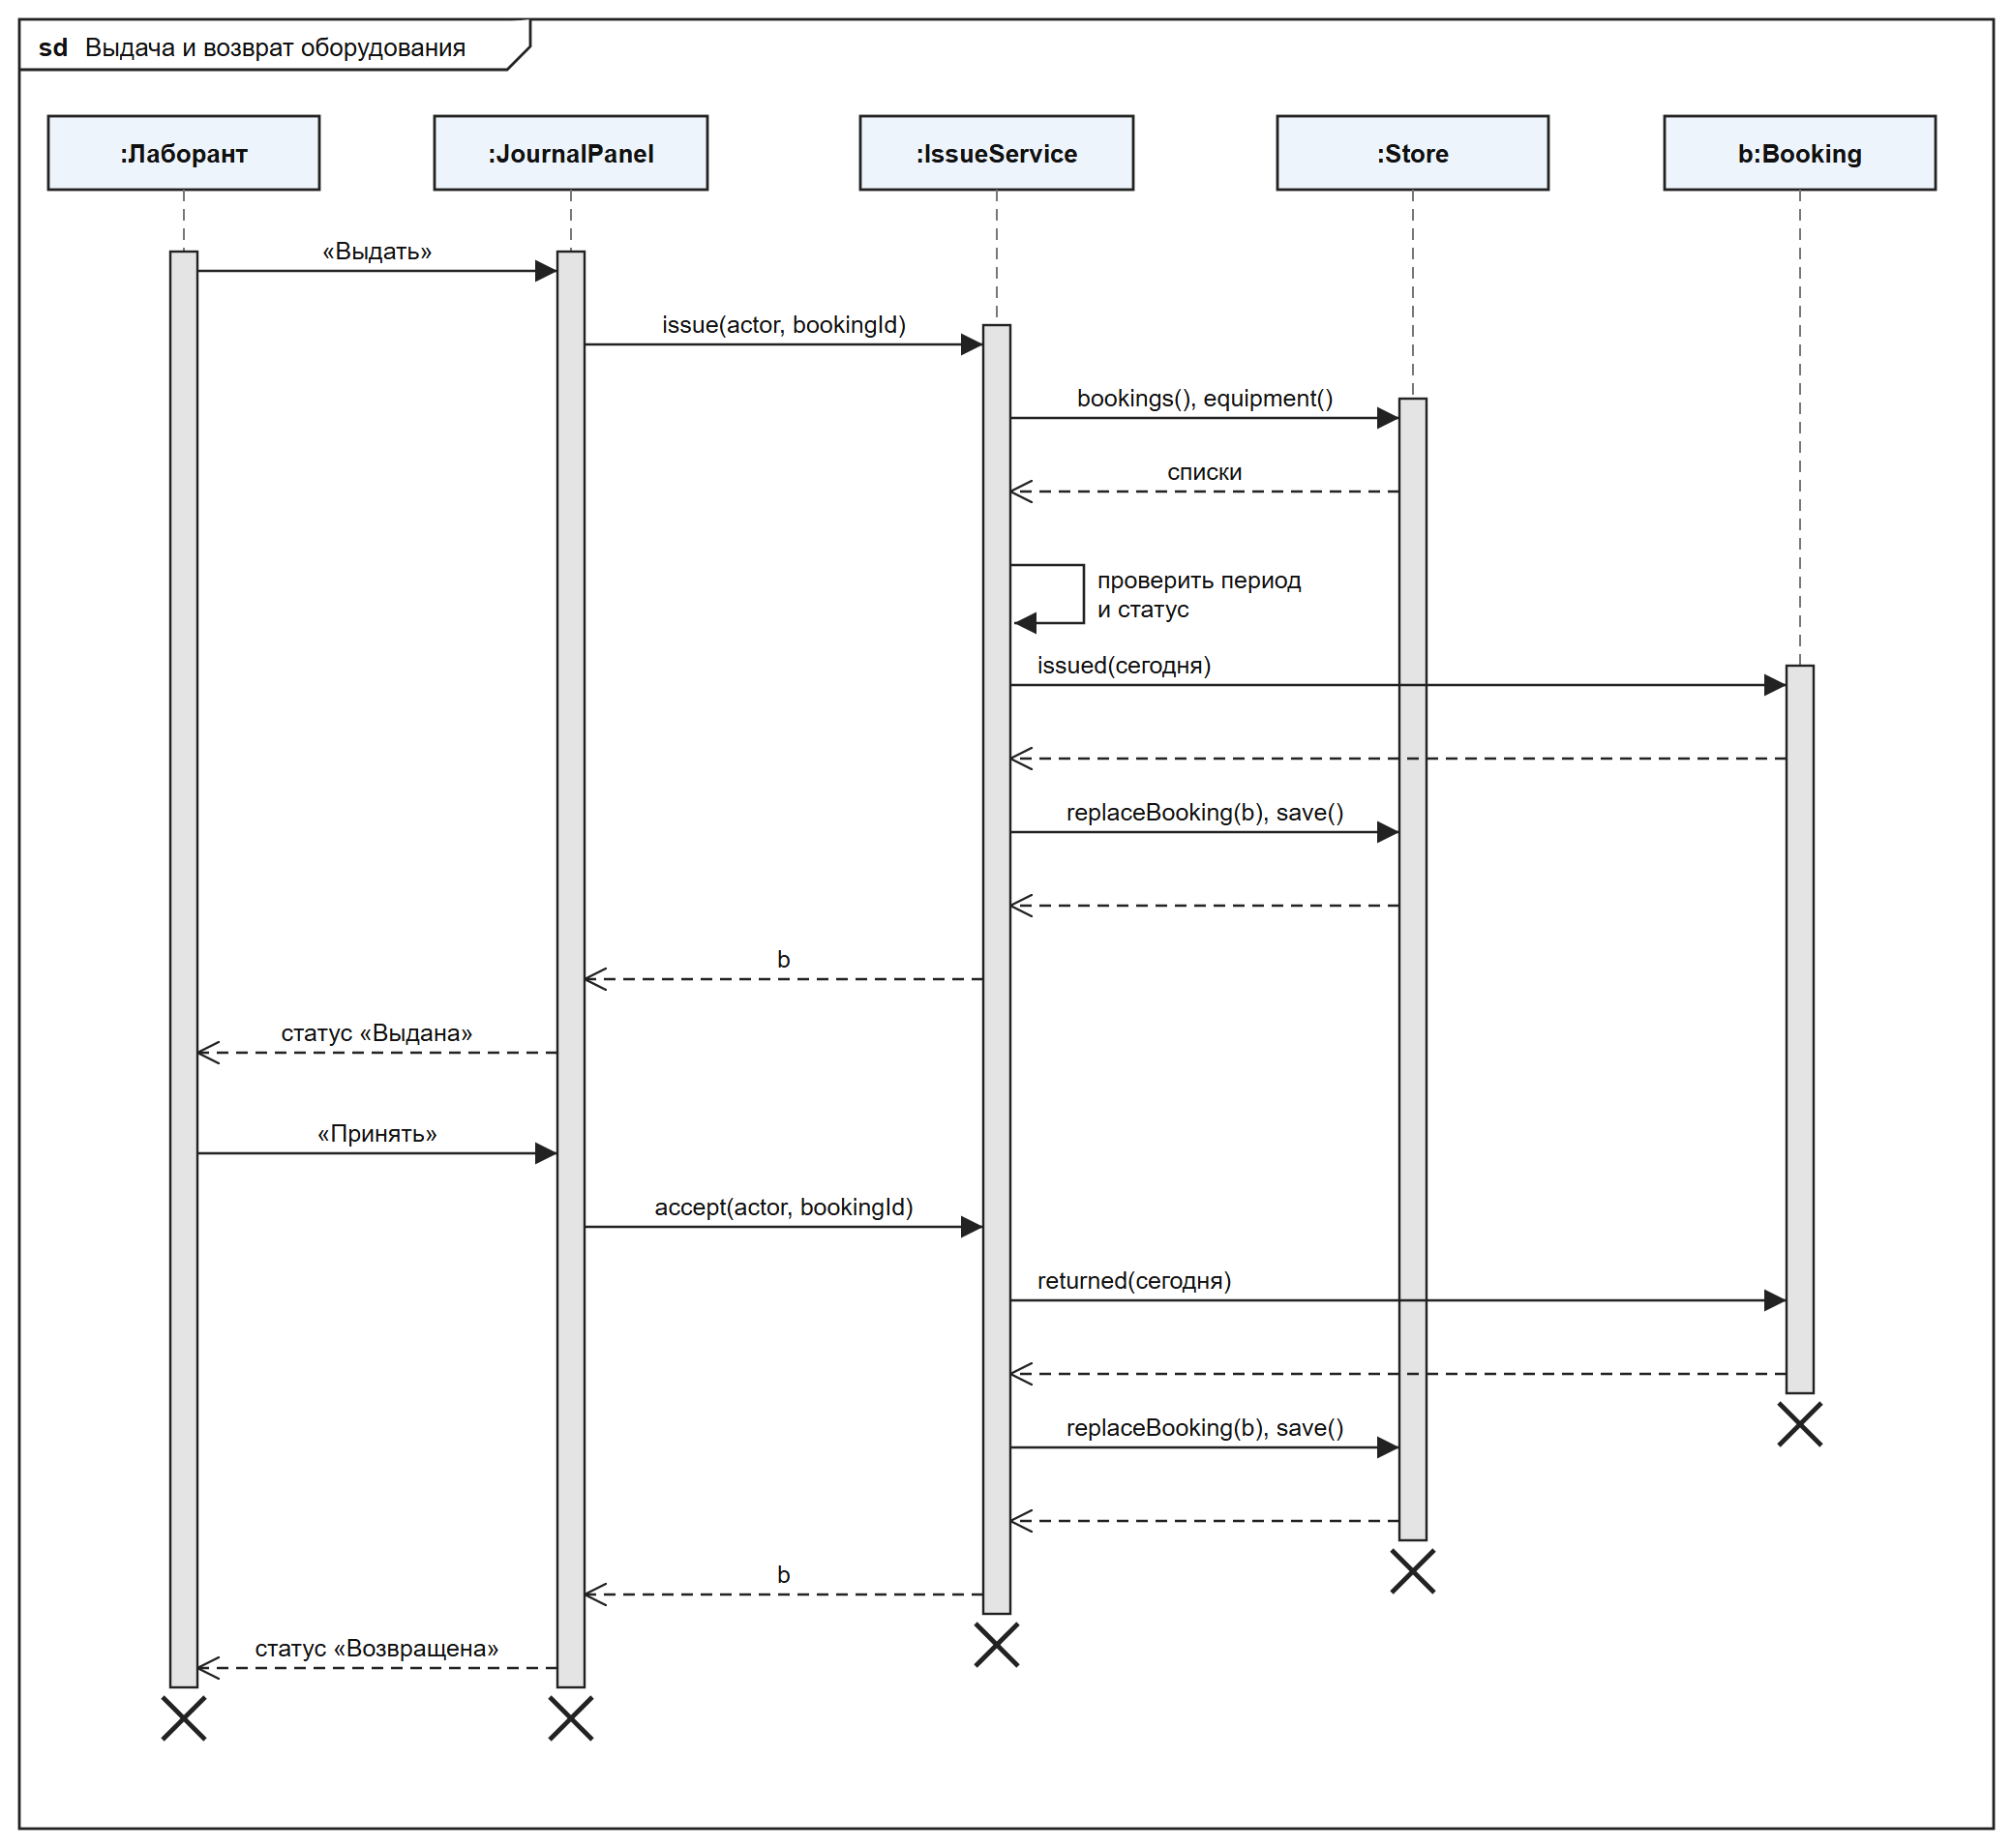 sd Выдача и возврат оборудования
:Лаборант
:JournalPanel
:IssueService
:Store
b:Booking
«Выдать»
issue(actor, bookingId)
bookings(), equipment()
списки
проверить период
и статус
issued(сегодня)
replaceBooking(b), save()
b
статус «Выдана»
«Принять»
accept(actor, bookingId)
returned(сегодня)
replaceBooking(b), save()
b
статус «Возвращена»